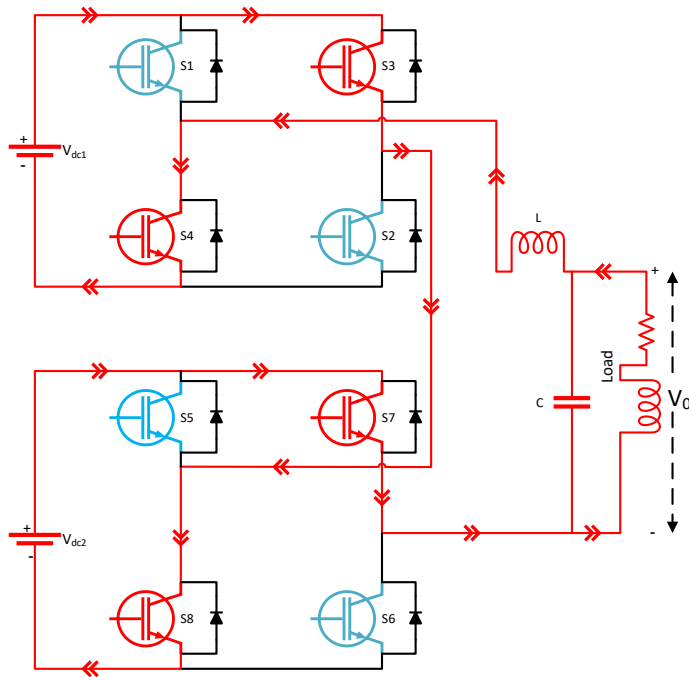 S1
S3
+
Vdc1
-
L
S4
S2
+
Load
V0
S5
S7
C
+
Vdc2
-
-
S8
S6